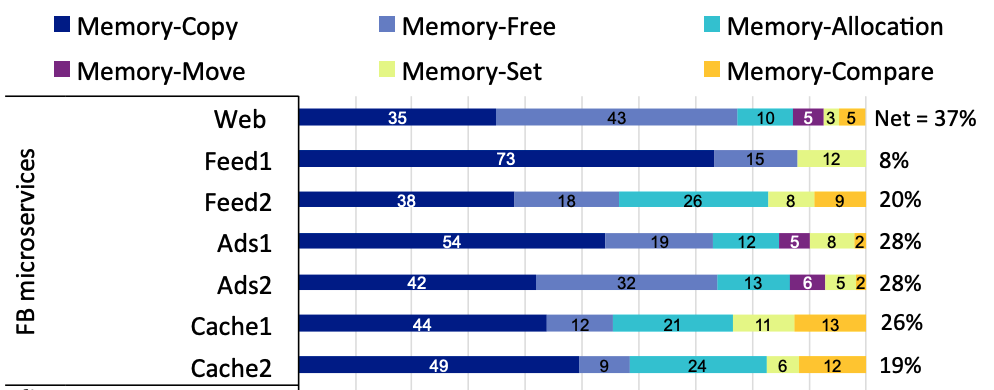 Memory-Copy Memory-Free Memory-Allocation
Memory-Move Memory-Set Memory-Compare
FB microservices
Web 35 43 10 5 3 5 Net = 37%
Feed1 73 15 12 8%
Feed2 38 18 26 8 9 20%
Ads1 54 19 12 5 8 2 28%
Ads2 42 32 13 6 5 2 28%
Cache1 44 12 21 11 13 26%
Cache2 49 9 24 6 12 19%